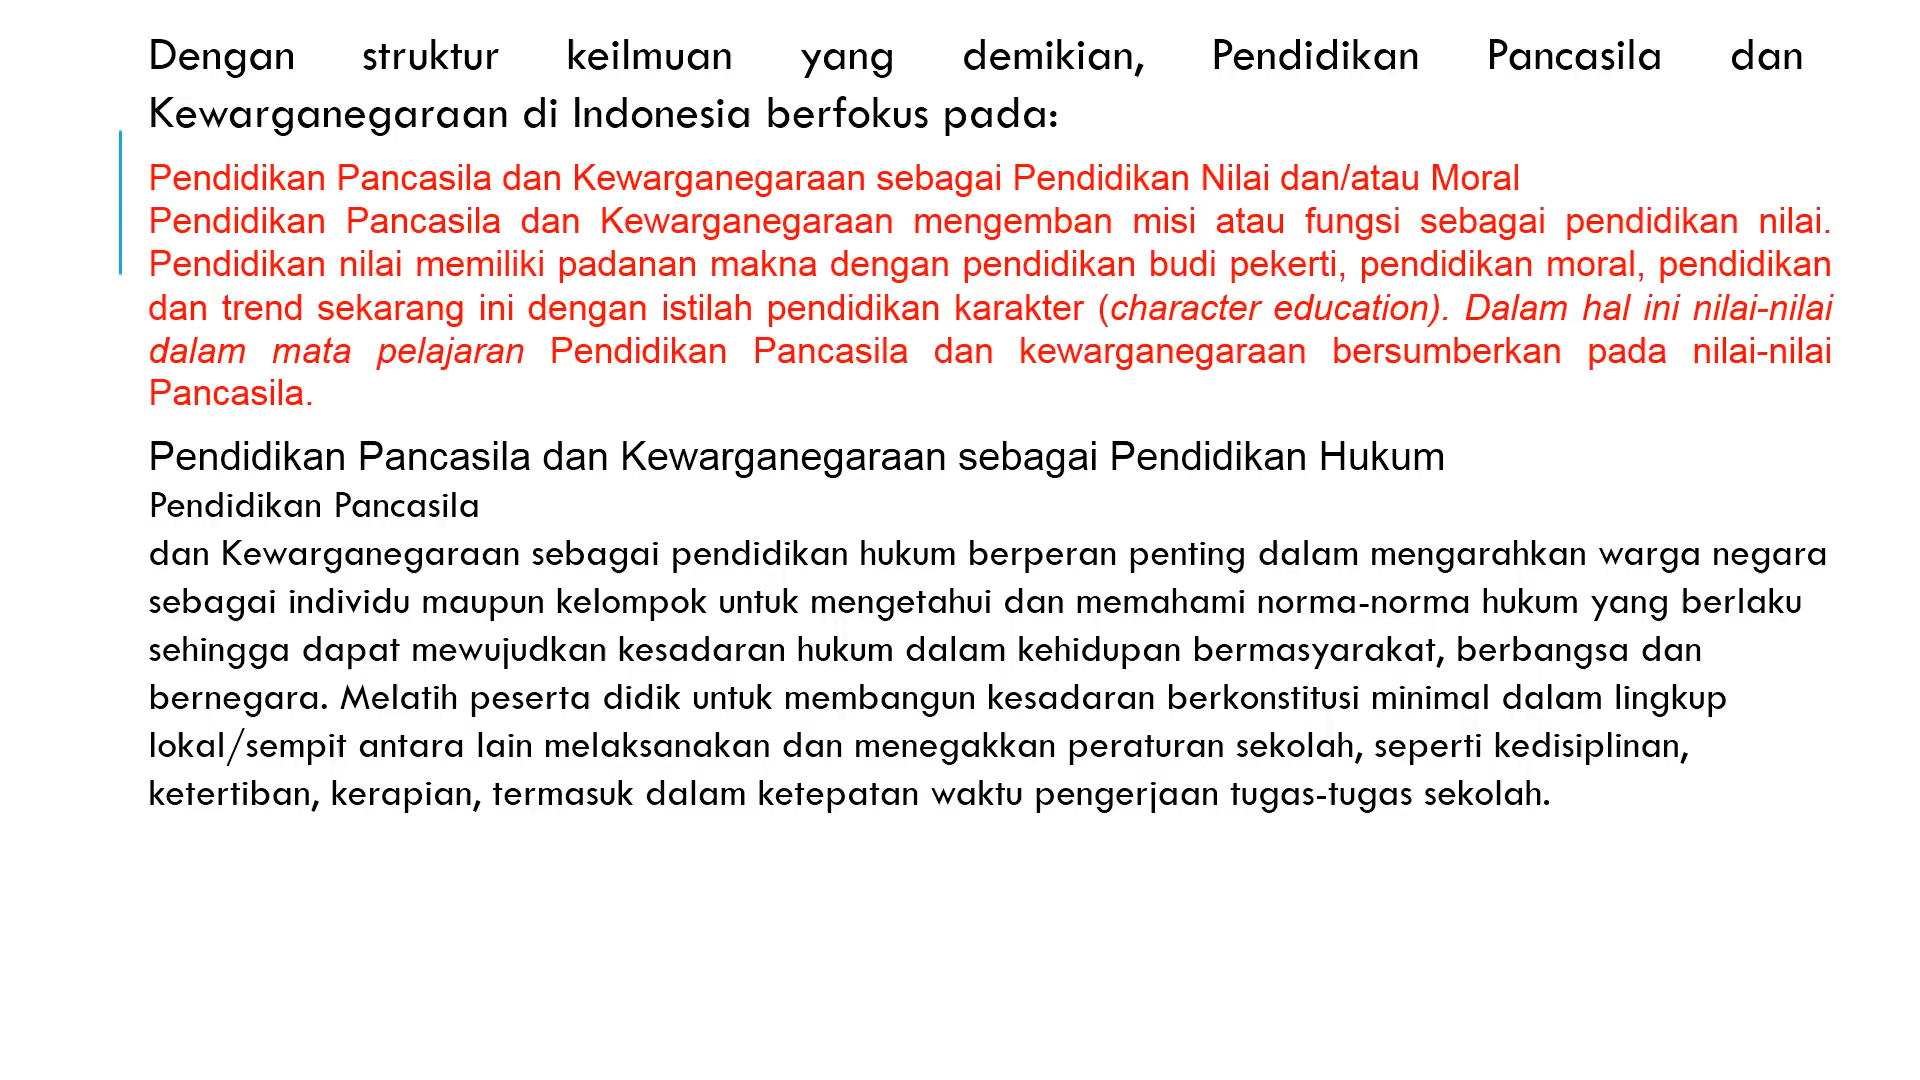 Dengan struktur keilmuan yang demikian, Pendidikan Pancasila dan
Kewarganegaraan di Indonesia berfokus pada:
Pendidikan Pancasila dan Kewarganegaraan sebagai Pendidikan Nilai dan/atau Moral
Pendidikan Pancasila dan Kewarganegaraan mengemban misi atau fungsi sebagai pendidikan nilai.
Pendidikan nilai memiliki padanan makna dengan pendidikan budi pekerti, pendidikan moral, pendidikan
dan trend sekarang ini dengan istilah pendidikan karakter (character education). Dalam hal ini nilai-nilai
dalam mata pelajaran Pendidikan Pancasila dan kewarganegaraan bersumberkan pada nilai-nilai
Pancasila.
Pendidikan Pancasila dan Kewarganegaraan sebagai Pendidikan Hukum
Pendidikan Pancasila
dan Kewarganegaraan sebagai pendidikan hukum berperan penting dalam mengarahkan warga negara
sebagai individu maupun kelompok untuk mengetahui dan memahami norma-norma hukum yang berlaku
sehingga dapat mewujudkan kesadaran hukum dalam kehidupan bermasyarakat, berbangsa dan
bernegara. Melatih peserta didik untuk membangun kesadaran berkonstitusi minimal dalam lingkup
lokal/sempit antara lain melaksanakan dan menegakkan peraturan sekolah, seperti kedisiplinan,
ketertiban, kerapian, termasuk dalam ketepatan waktu pengerjaan tugas-tugas sekolah.